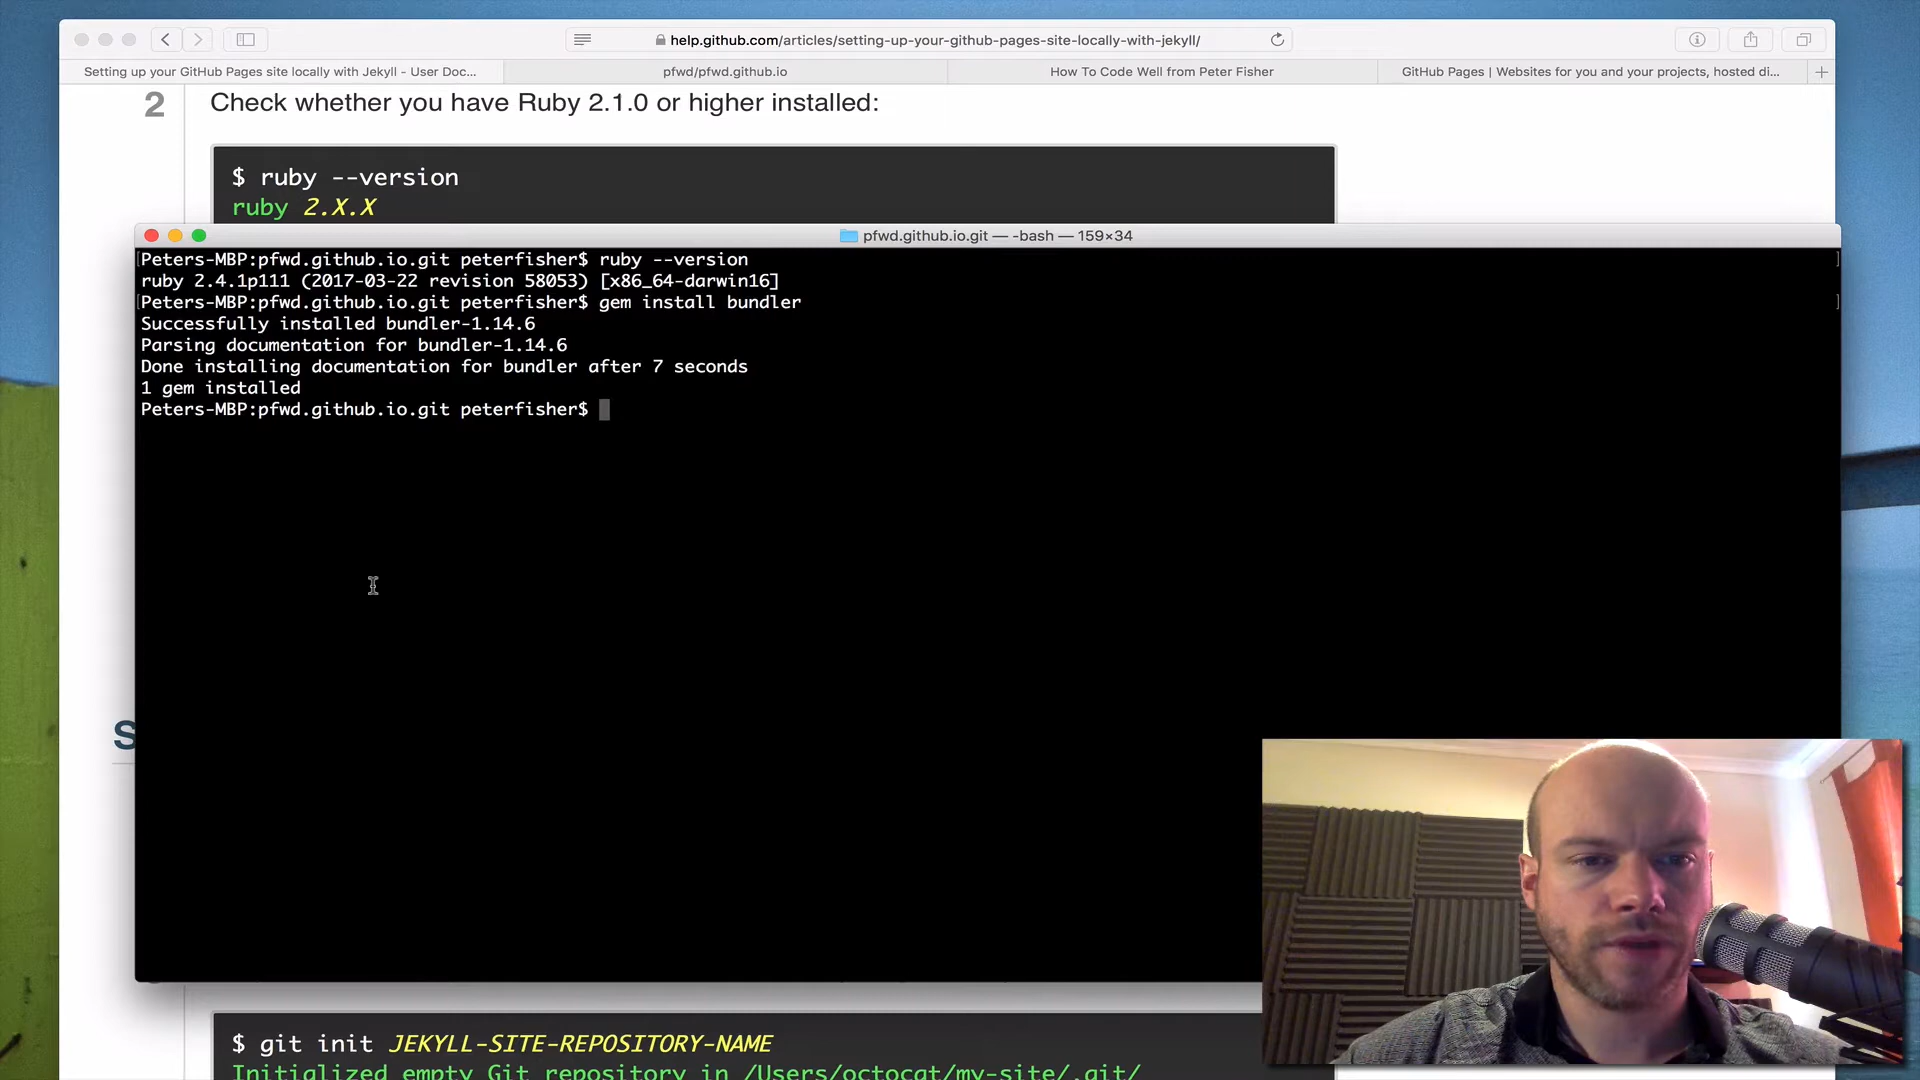 help.github.com/articles/setting-up-your-github-pages-site-locally-with-jekyll/
Setting up your GitHub Pages site locally with Jekyll - User Doc...
pfwd/pfwd.github.io
How To Code Well from Peter Fisher
GitHub Pages | Websites for you and your projects, hosted di...
2
Check whether you have Ruby 2.1.0 or higher installed:
$ ruby --version
ruby 2.X.X
pfwd.github.io.git — -bash — 159×34
Peters-MBP:pfwd.github.io.git peterfisher$ ruby --version
ruby 2.4.1p111 (2017-03-22 revision 58053) [x86_64-darwin16]
Peters-MBP:pfwd.github.io.git peterfisher$ gem install bundler
Successfully installed bundler-1.14.6
Parsing documentation for bundler-1.14.6
Done installing documentation for bundler after 7 seconds
1 gem installed
Peters-MBP:pfwd.github.io.git peterfisher$
S
$ git init JEKYLL-SITE-REPOSITORY-NAME
Initialized empty Git repository in /Users/octocat/my-site/.git/